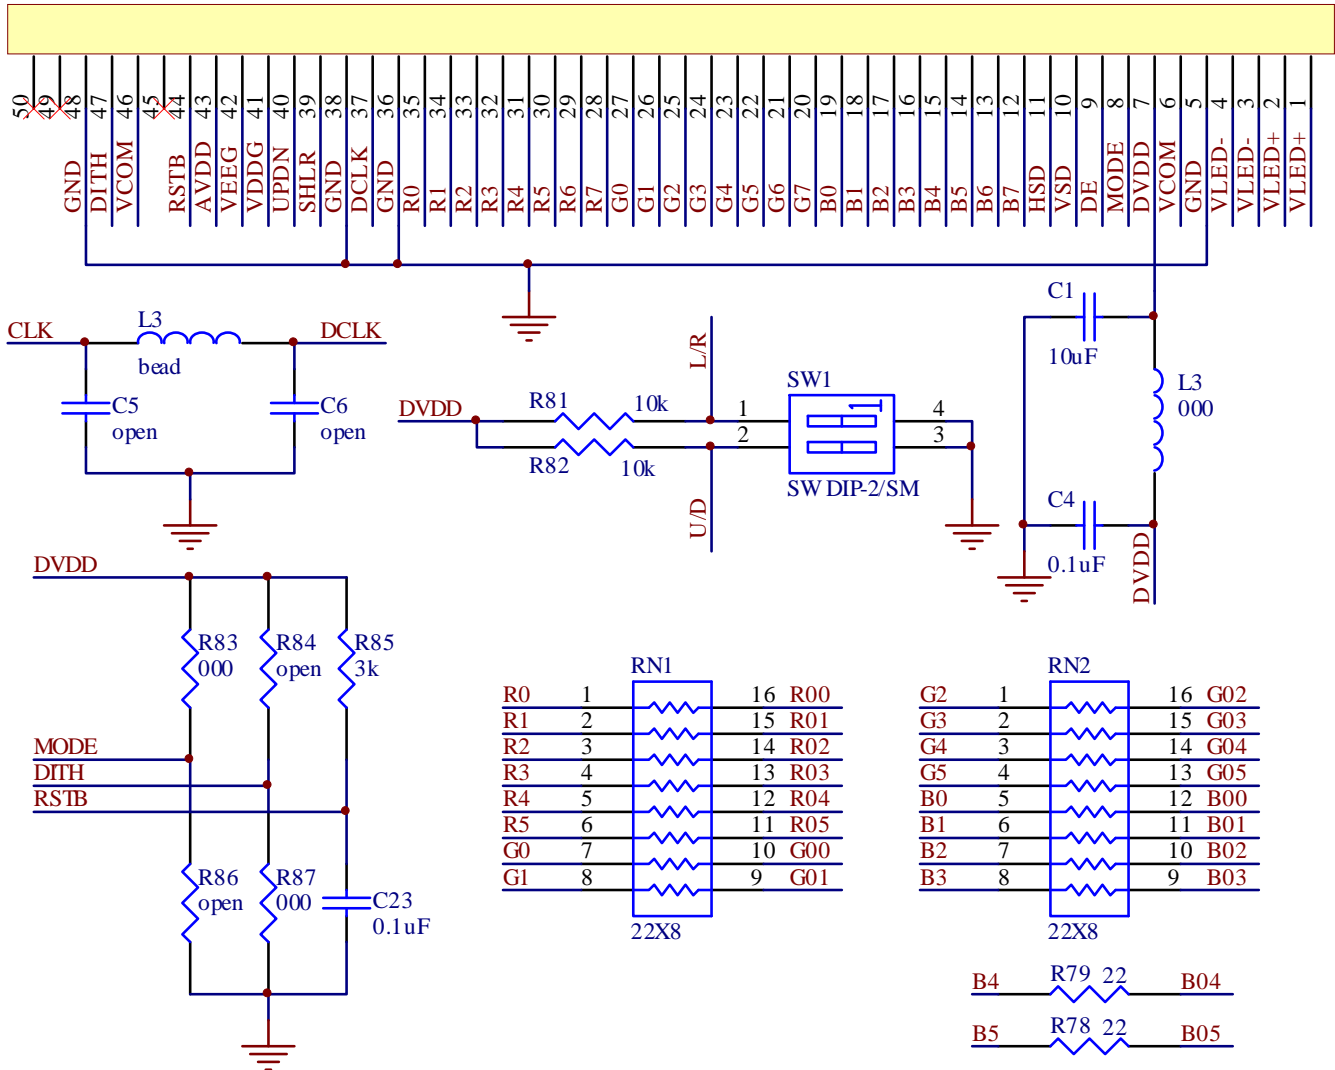 50 49 48 47 46 45 44 43 42 41 40 39 38 37 36 35 34 33 32 31 30 29 28 27 26 25 24 23 22 21 20 19 18 17 16 15 14 13 12 11 10 9 8 7 6 5 4 3 2 1
GND DITH VCOM RSTB AVDD VEEG VDDG UPDN SHLR GND DCLK GND R0 R1 R2 R3 R4 R5 R6 R7 G0 G1 G2 G3 G4 G5 G6 G7 B0 B1 B2 B3 B4 B5 B6 B7 HSD VSD DE MODE DVDD VCOM GND VLED- VLED- VLED+ VLED+
CLK
L3
bead
DCLK
C5
open
C6
open
DVDD
R81
10k
R82
10k
L/R
U/D
SW1
1
2
1
4
3
SW DIP-2/SM
C1
10uF
L3
000
C4
0.1uF
DVDD
DVDD
R83
000
R84
open
R85
3k
MODE
DITH
RSTB
R86
open
R87
000
C23
0.1uF
RN1
R0 1 16 R00
R1 2 15 R01
R2 3 14 R02
R3 4 13 R03
R4 5 12 R04
R5 6 11 R05
G0 7 10 G00
G1 8 9 G01
22X8
RN2
G2 1 16 G02
G3 2 15 G03
G4 3 14 G04
G5 4 13 G05
B0 5 12 B00
B1 6 11 B01
B2 7 10 B02
B3 8 9 B03
22X8
B4 R79 22 B04
B5 R78 22 B05